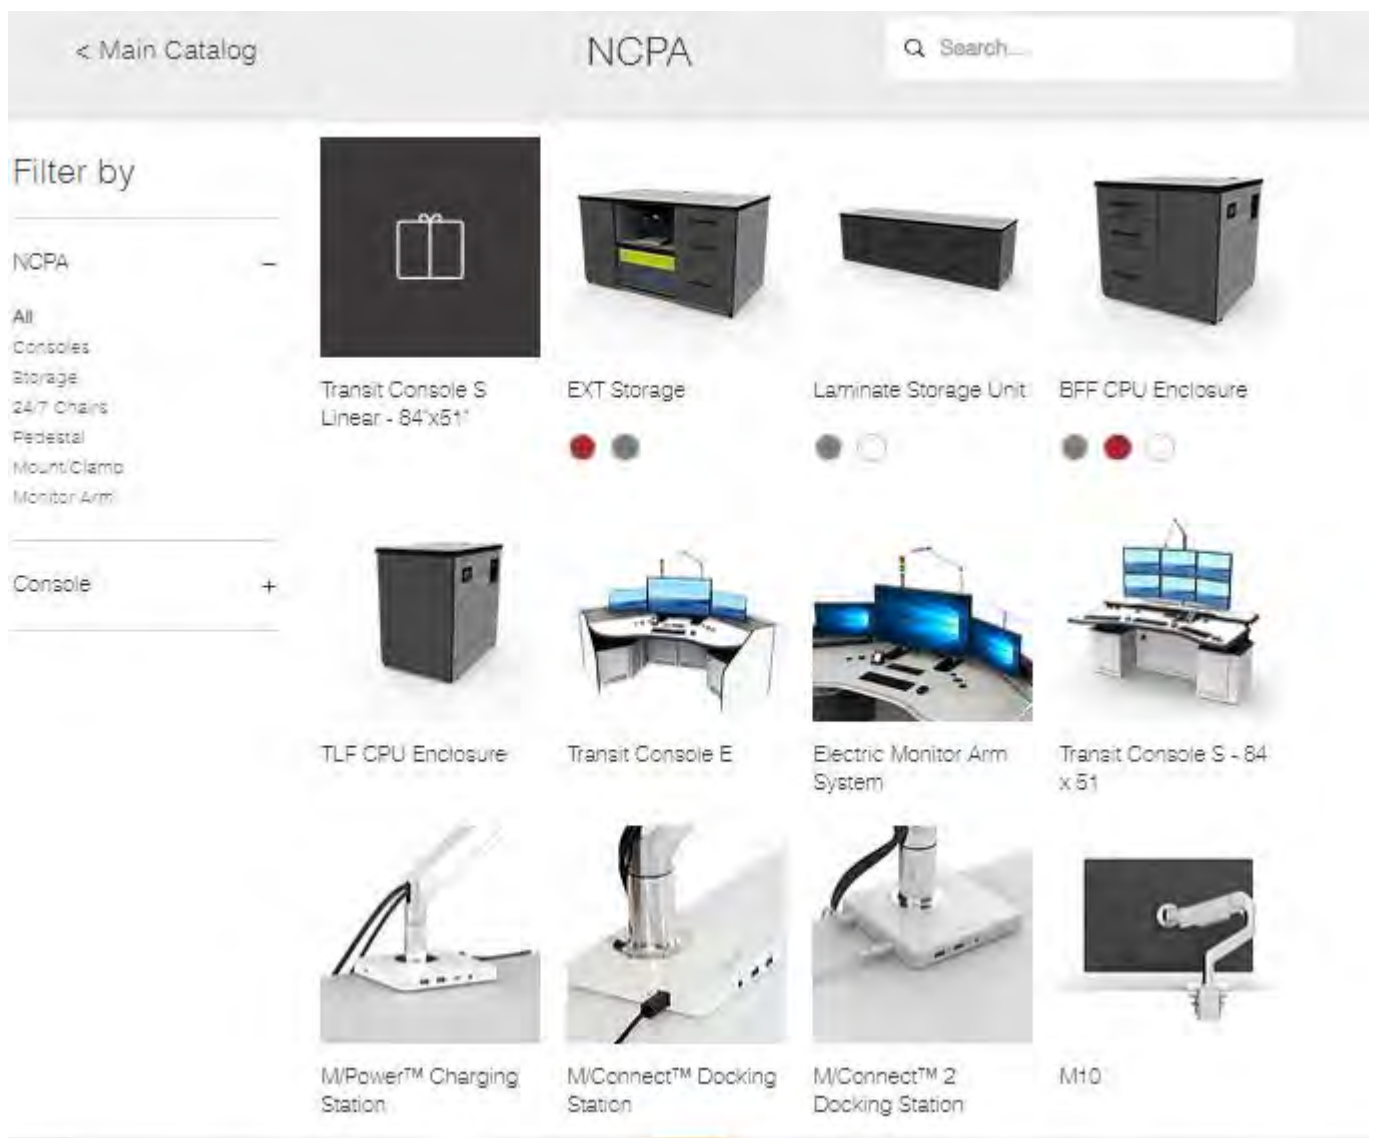 < Main Catalog
NCPA
Search...
Filter by
NCPA
–
All
Consoles
Storage
24/7 Chairs
Pedestal
Mount/Clamp
Monitor Arm
Console
+
Transit Console S
Linear - 84"x51"
EXT Storage
Laminate Storage Unit
BFF CPU Enclosure
TLF CPU Enclosure
Transit Console E
Electric Monitor Arm
System
Transit Console S - 84
x 51
M/Power™ Charging
Station
M/Connect™ Docking
Station
M/Connect™ 2
Docking Station
M10